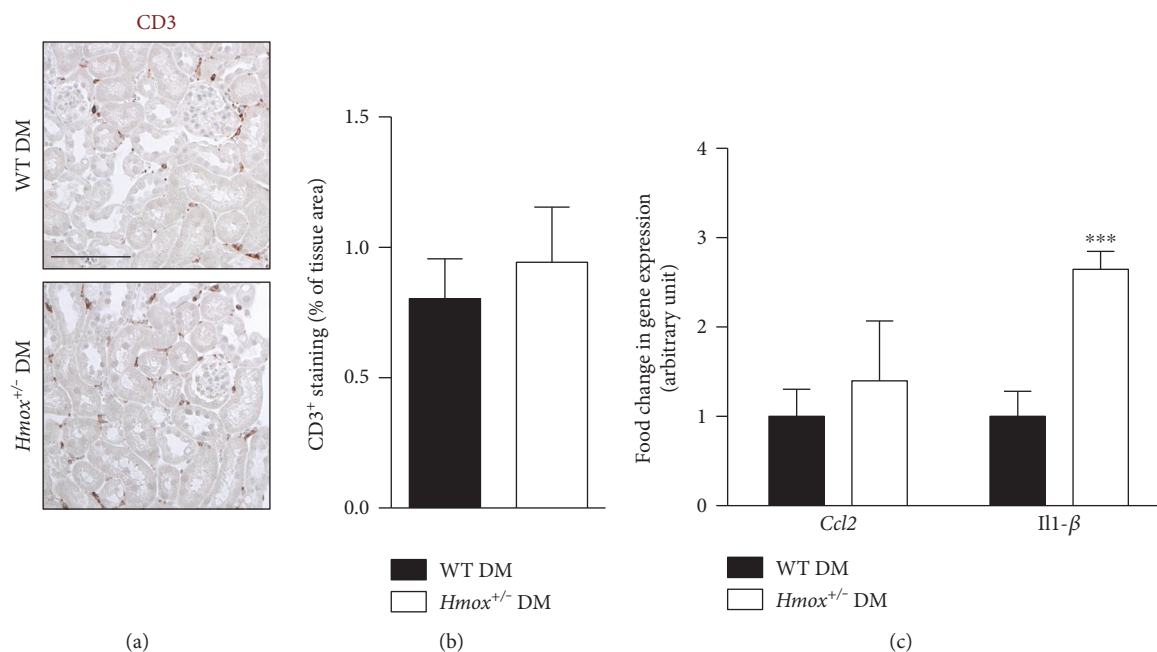 CD3
WT DM
Hmox+/– DM
(a)
CD3+ staining (% of tissue area)
1.5
1.0
0.5
0.0
WT DM
Hmox+/– DM
(b)
Food change in gene expression
(arbitrary unit)
4
3
2
1
0
***
Ccl2
Il1-β
WT DM
Hmox+/– DM
(c)